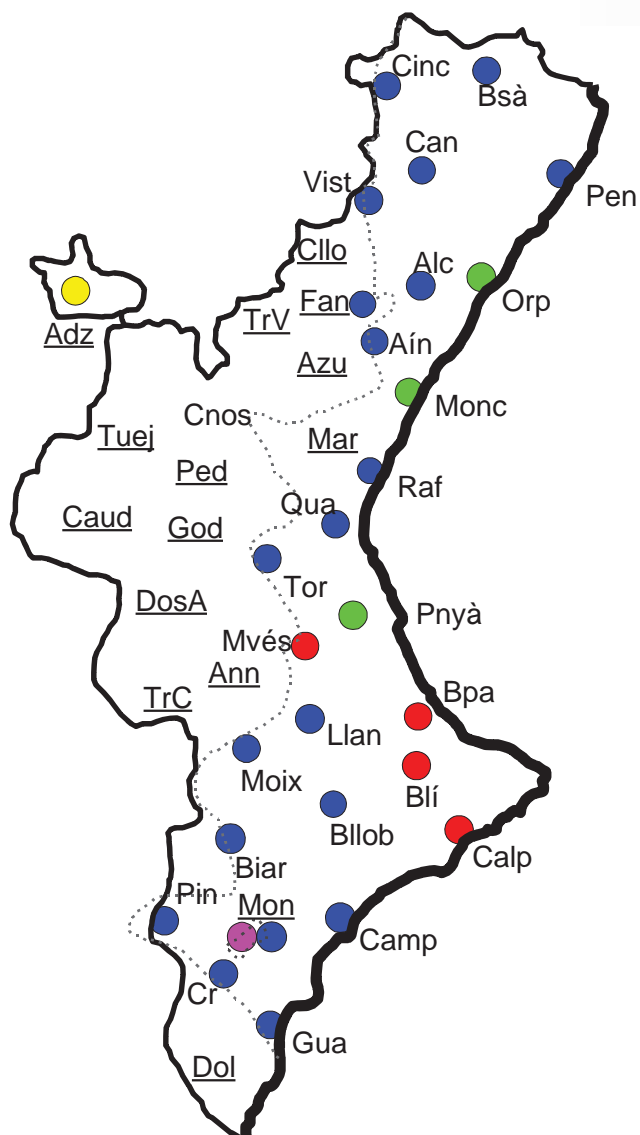 Cinc
Bsà
Can
Vist
Pen
Cllo
Alc
Fan
Orp
TrV
Adz
Aín
Azu
Monc
Cnos
Tuej
Mar
Ped
Raf
Qua
Caud
God
Tor
DosA
Pnyà
Mvés
Ann
Bpa
TrC
Llan
Moix
Blí
Bllob
Calp
Biar
Pin
Mon
Camp
Cr
Gua
Dol